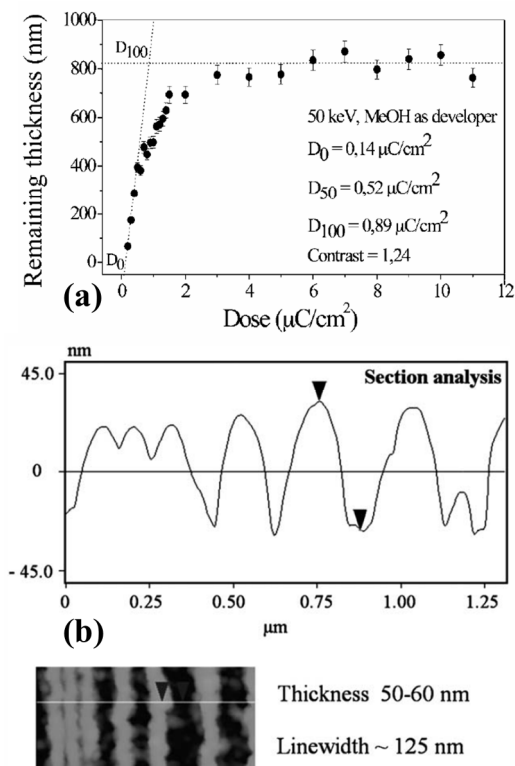 1000
800
600
400
200
0
Remaining thickness (nm)
D100
D0
50 keV, MeOH as developer
D0 = 0,14 μC/cm2
D50 = 0,52 μC/cm2
D100 = 0,89 μC/cm2
Contrast = 1,24
0 2 4 6 8 10 12
(a)
Dose (μC/cm2)
nm
45.0
Section analysis
0
- 45.0
0 0.25 0.50 0.75 1.00 1.25
(b)
μm
Thickness 50-60 nm
Linewidth ~ 125 nm